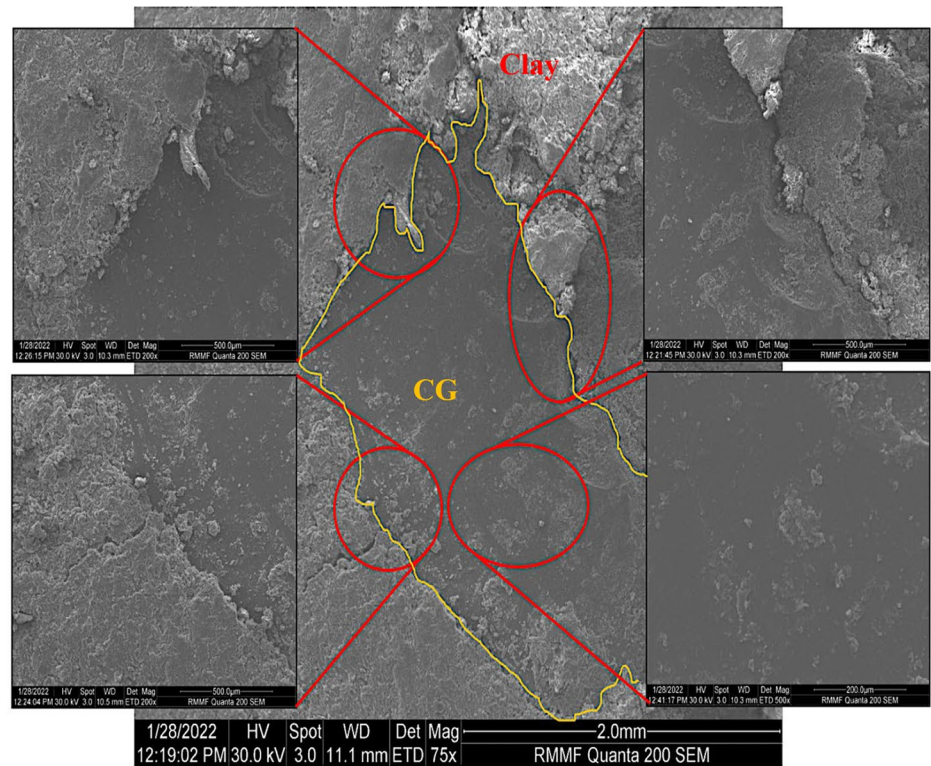 Clay
CG
1/28/2022 HV Spot WD Det Mag 500.0µm
12:26:15 PM 30.0 kV 3.0 10.3 mm ETD 200x RMMF Quanta 200 SEM
1/28/2022 HV Spot WD Det Mag 500.0µm
12:21:45 PM 30.0 kV 3.0 10.3 mm ETD 200x RMMF Quanta 200 SEM
1/28/2022 HV Spot WD Det Mag 500.0µm
12:24:04 PM 30.0 kV 3.0 10.5 mm ETD 200x RMMF Quanta 200 SEM
1/28/2022 HV Spot WD Det Mag 200.0µm
12:41:17 PM 30.0 kV 3.0 10.3 mm ETD 500x RMMF Quanta 200 SEM
1/28/2022 HV Spot WD Det Mag 2.0mm
12:19:02 PM 30.0 kV 3.0 11.1 mm ETD 75x RMMF Quanta 200 SEM